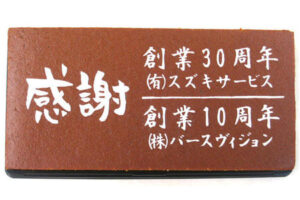 感謝
創業30周年
(有)スズキサービス
創業10周年
(株)バースヴィジョン